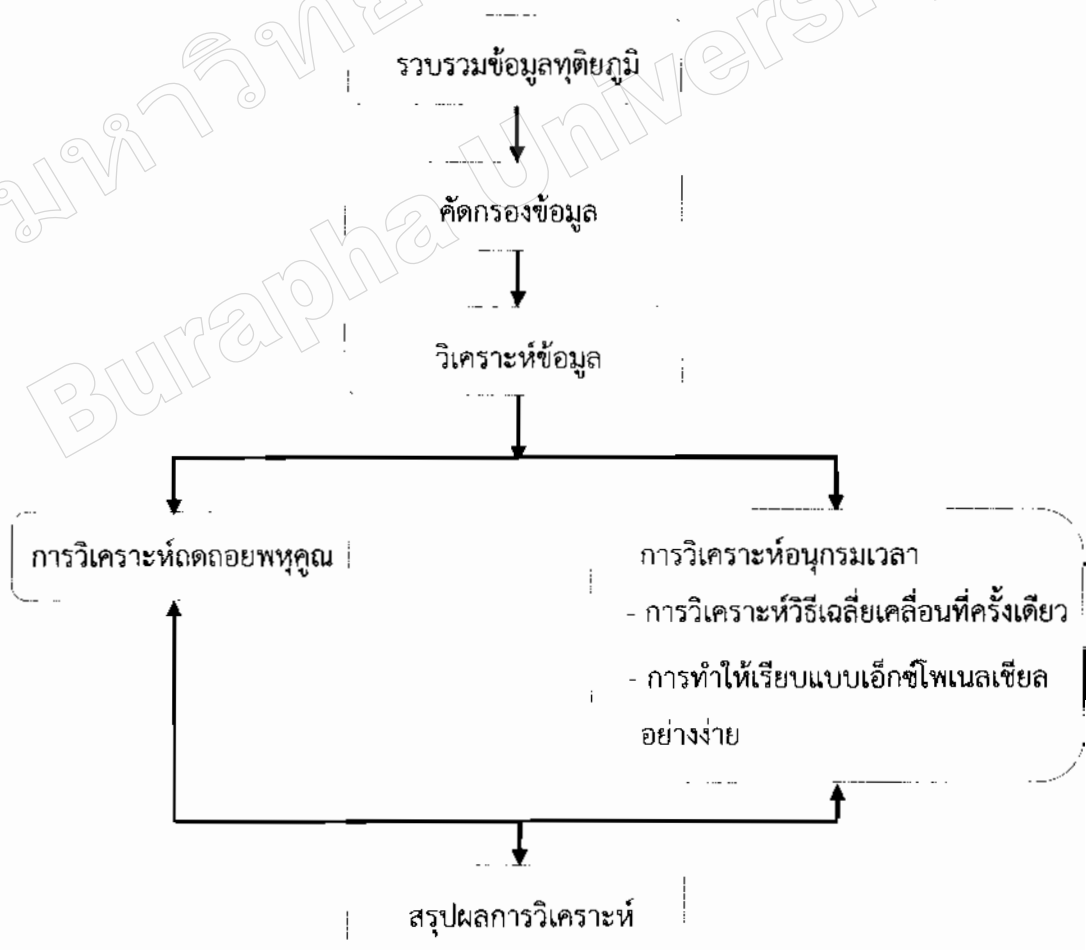 รวบรวมข้อมูลทุติยภูมิ
คัดกรองข้อมูล
วิเคราะห์ข้อมูล
การวิเคราะห์ถดถอยพหุคูณ
การวิเคราะห์อนุกรมเวลา
- การวิเคราะห์วิธีเฉลี่ยเคลื่อนที่ครั้งเดียว
- การทำให้เรียบแบบเอ็กซ์โพเนลเชียล
อย่างง่าย
สรุปผลการวิเคราะห์
Burapha Universi